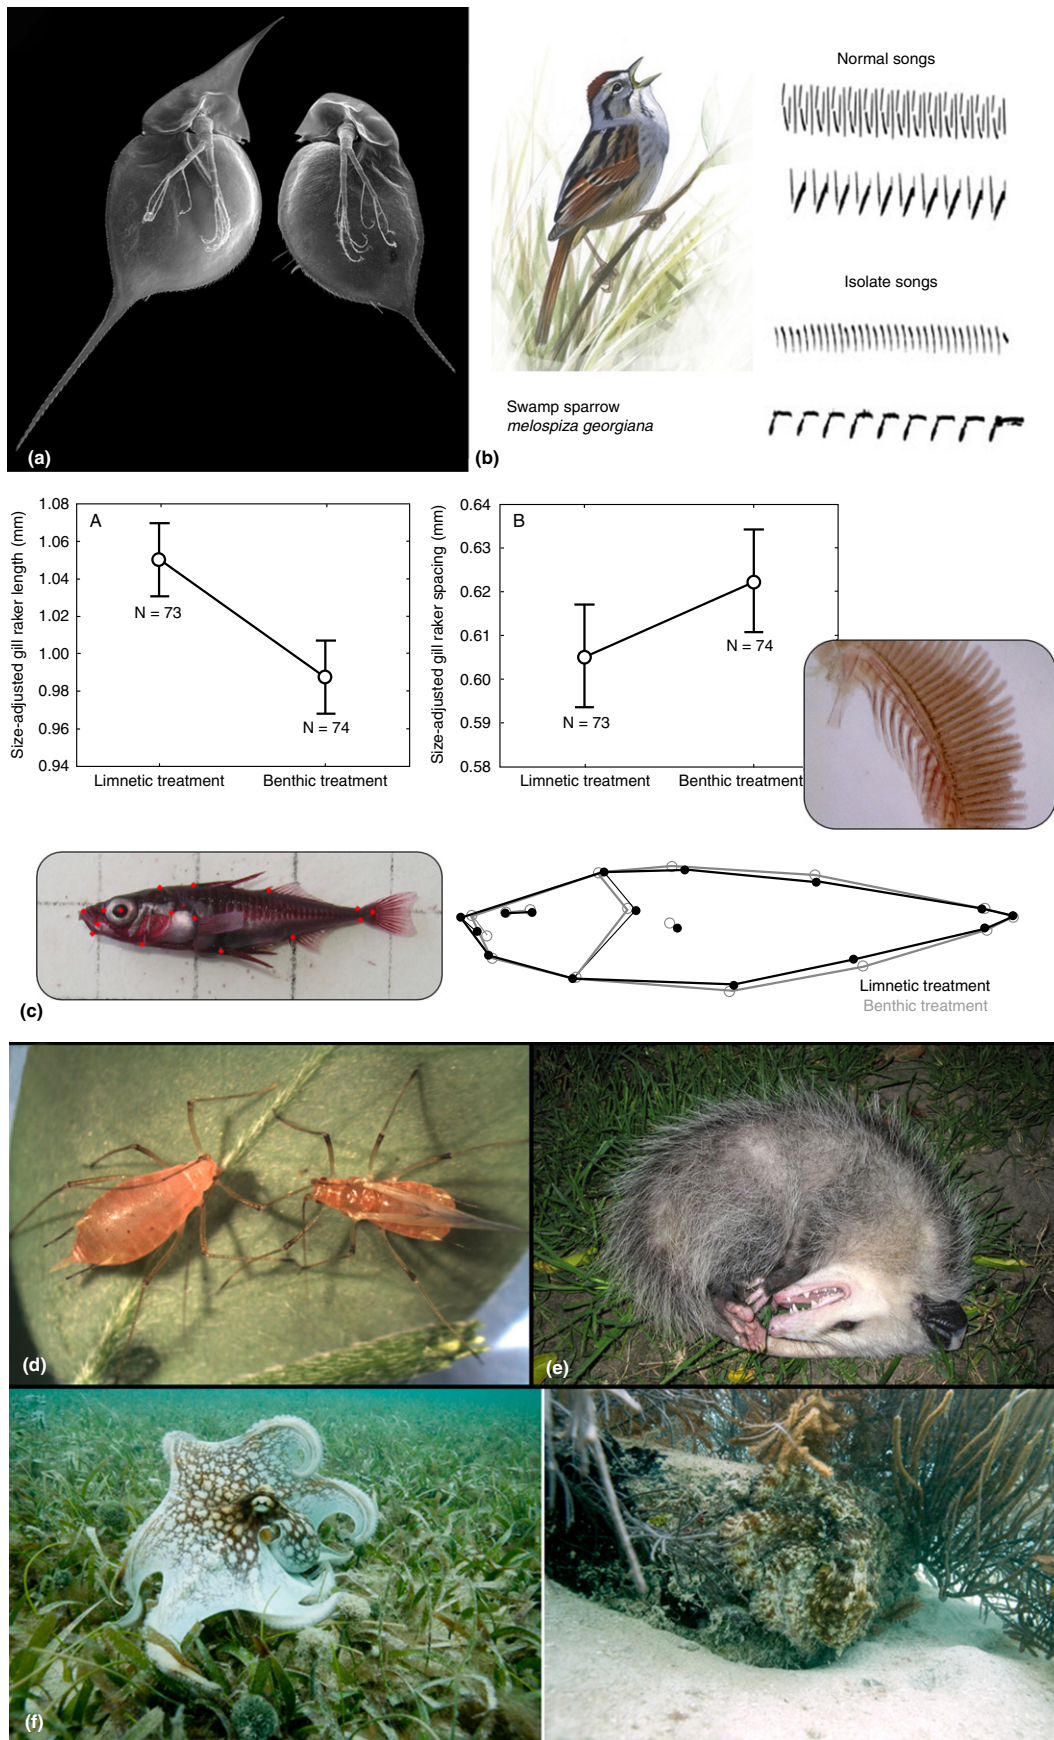 (a)
Normal songs
Isolate songs
Swamp sparrow
melospiza georgiana
(b)
Size-adjusted gill raker length (mm)
1.08
1.06
1.04
1.02
1.00
0.98
0.96
0.94
A
N = 73
N = 74
Limnetic treatment
Benthic treatment
Size-adjusted gill raker spacing (mm)
0.64
0.63
0.62
0.61
0.60
0.59
0.58
B
N = 73
N = 74
Limnetic treatment
Benthic treatment
(c)
Limnetic treatment
Benthic treatment
(d)
(e)
(f)